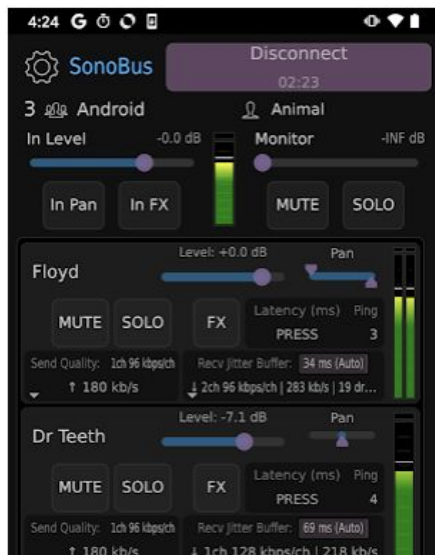 4:24 G
SonoBus
Disconnect
02:23
3 Android
Animal
In Level -0.0 dB
Monitor -INF dB
In Pan In FX
MUTE SOLO
Level: +0.0 dB Pan
Floyd
MUTE SOLO FX
Latency (ms) Ping
PRESS 3
Send Quality: 1ch 96 kbps/ch
Recv Jitter Buffer: 34 ms (Auto)
↑ 180 kb/s
↓ 2ch 96 kbps/ch | 283 kb/s | 19 dr...
Level: -7.1 dB Pan
Dr Teeth
MUTE SOLO FX
Latency (ms) Ping
PRESS 4
Send Quality: 1ch 96 kbps/ch
Recv Jitter Buffer: 69 ms (Auto)
↑ 180 kb/s
↓ 1ch 128 kbps/ch | 218 kb/s